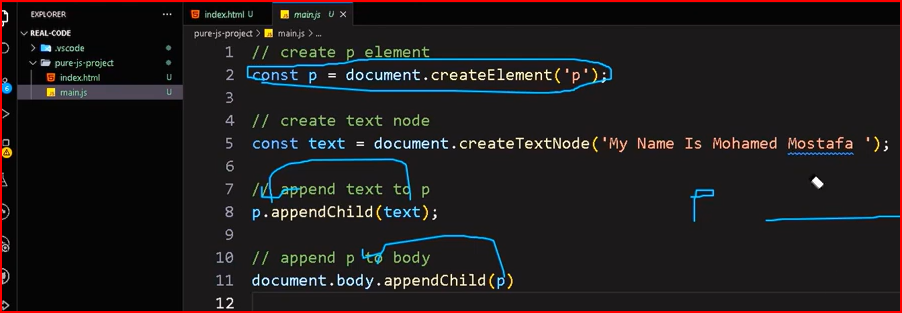 EXPLORER
REAL-CODE
.vscode
pure-js-project
index.html U
main.js U
index.html U
main.js U
pure-js-project > main.js > ...
1 // create p element
2 const p = document.createElement('p');
3
4 // create text node
5 const text = document.createTextNode('My Name Is Mohamed Mostafa ');
6
7 // append text to p
8 p.appendChild(text);
9
10 // append p to body
11 document.body.appendChild(p)
12